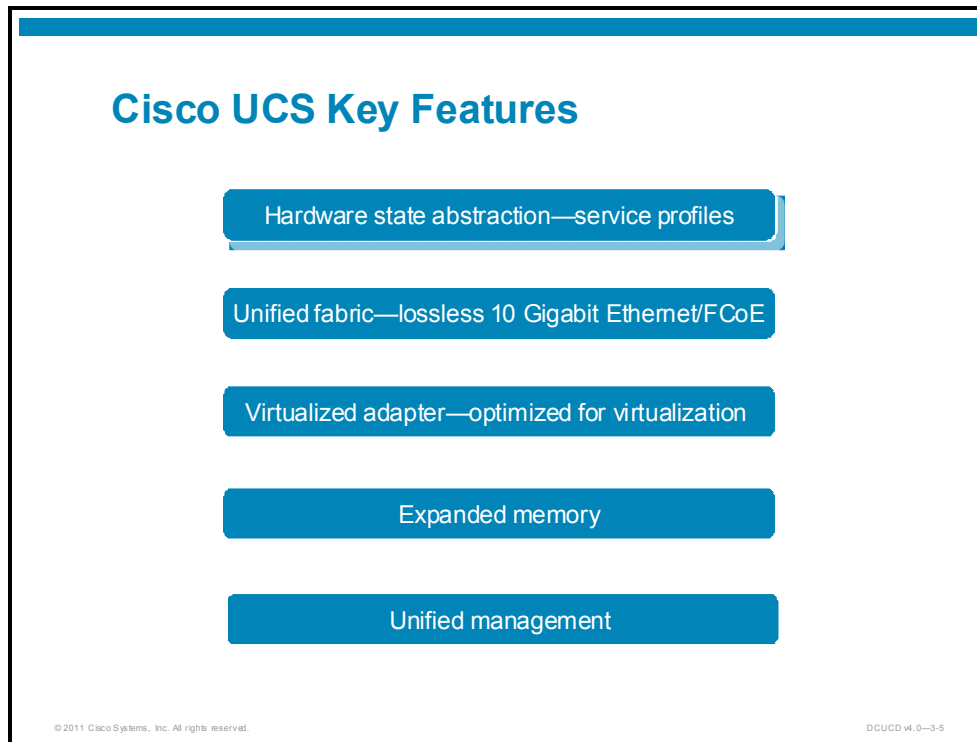 Cisco UCS Key Features
Hardware state abstraction—service profiles
Unified fabric—lossless 10 Gigabit Ethernet/FCoE
Virtualized adapter—optimized for virtualization
Expanded memory
Unified management
© 2011 Cisco Systems, Inc. All rights reserved.
DCUCD v4.0—3-5